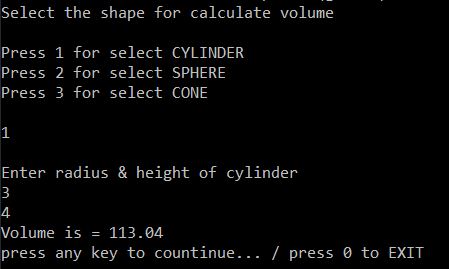 Select the shape for calculate volume
Press 1 for select CYLINDER
Press 2 for select SPHERE
Press 3 for select CONE
1
Enter radius & height of cylinder
3
4
Volume is = 113.04
press any key to countinue... / press 0 to EXIT